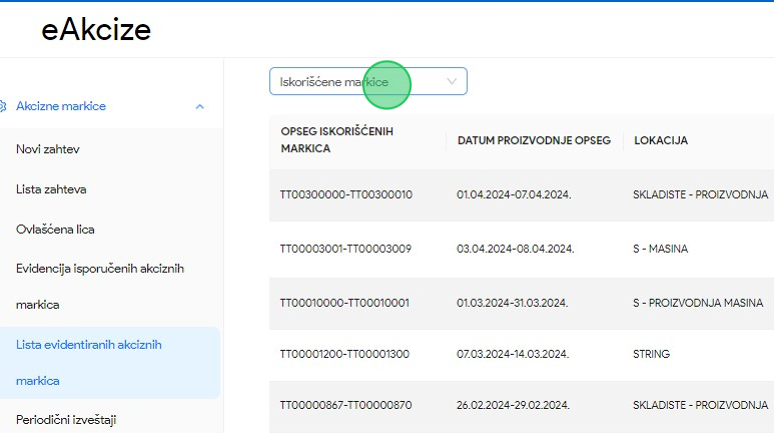 eAkcize
Iskorišćene markice
Akcizne markice
Novi zahtev
Lista zahteva
Ovlašćena lica
Evidencija isporučenih akciznih
markica
Lista evidentiranih akciznih
markica
Periodični izveštaji
OPSEG ISKORIŠĆENIH
MARKICA DATUM PROIZVODNJE OPSEG LOKACIJA
TT00300000-TT00300010 01.04.2024-07.04.2024. SKLADISTE - PROIZVODNJA
TT00003001-TT00003009 03.04.2024-08.04.2024. S - MASINA
TT00010000-TT00010001 01.03.2024-31.03.2024. S - PROIZVODNJA MASINA
TT00001200-TT00001300 07.03.2024-14.03.2024. STRING
TT00000867-TT00000870 26.02.2024-29.02.2024. SKLADISTE - PROIZVODNJA